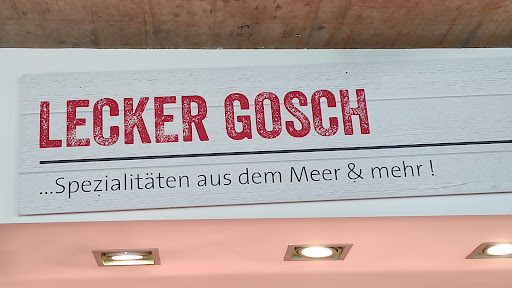 LECKER GOSCH
...Spezialitäten aus dem Meer & mehr !